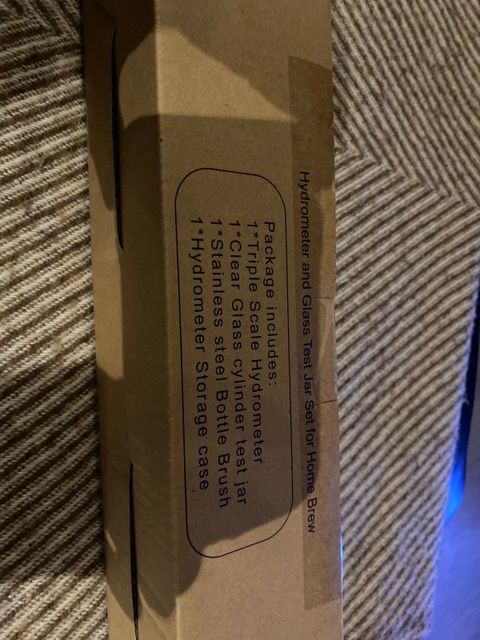 Hydrometer and Glass Test Jar Set for Home Brew
Package includes:
1*Triple Scale Hydrometer
1*Clear Glass cylinder test jar
1*Stainless steel Bottle Brush
1*Hydrometer Storage case